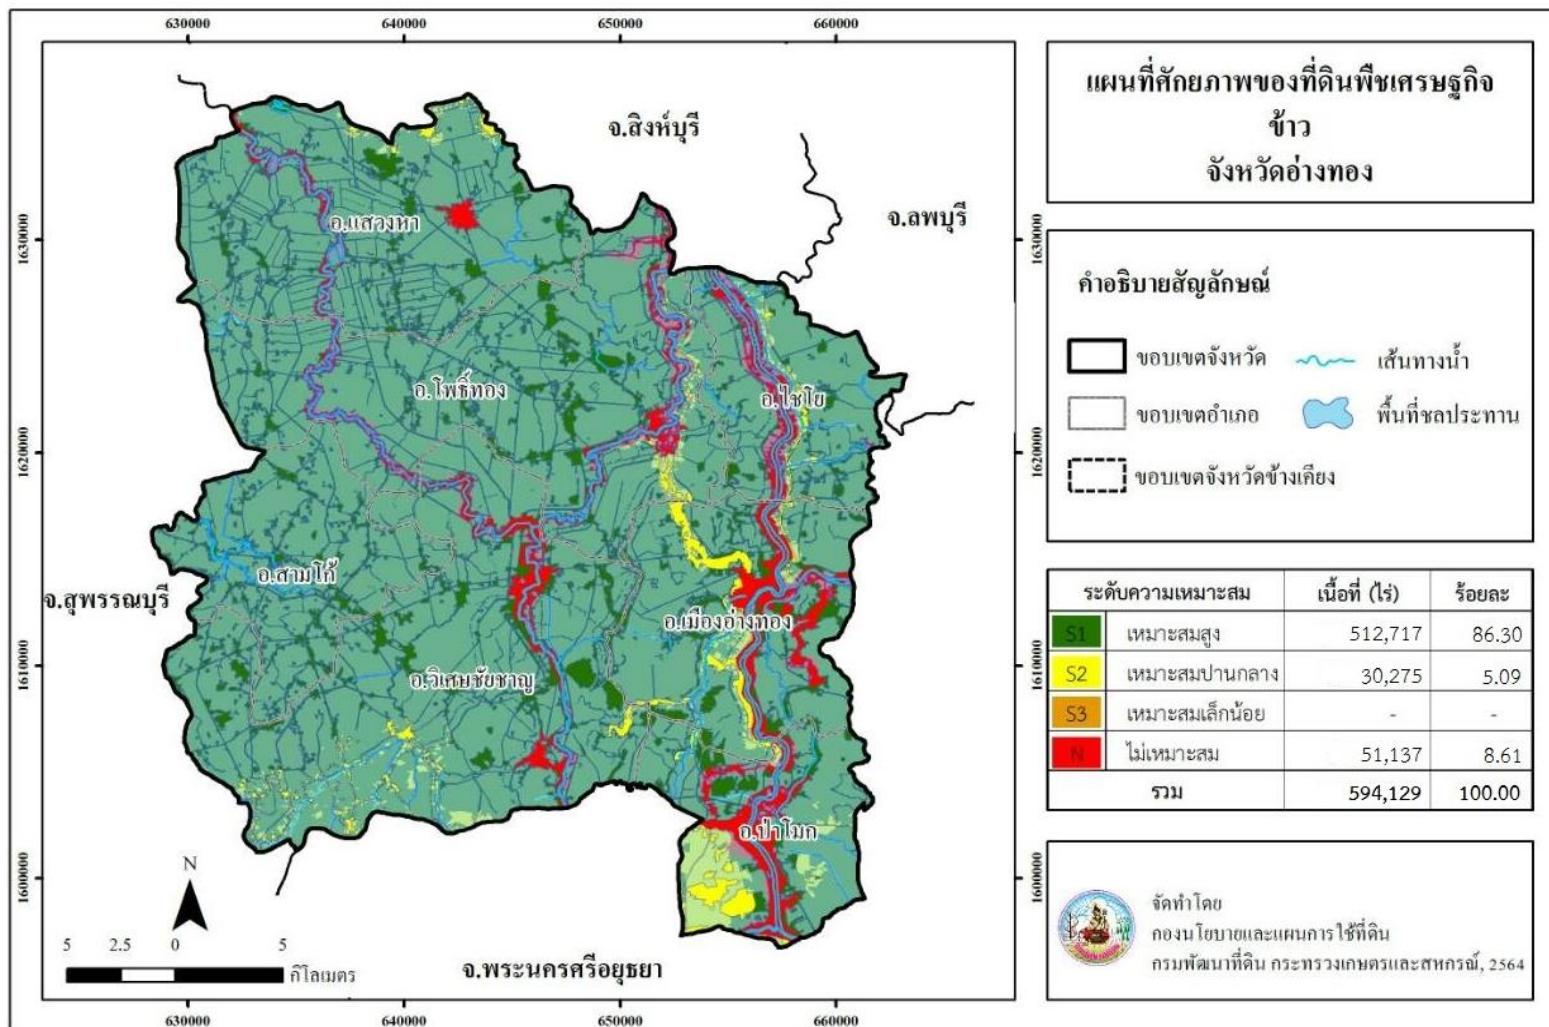 630000 640000 650000 660000
1630000
1620000
1610000
1600000
จ.สิงห์บุรี
จ.ลพบุรี
อ.แสวงหา
อ.โพธิ์ทอง
อ.ไชโย
อ.สามโก้
จ.สุพรรณบุรี
อ.เมืองอ่างทอง
อ.วิเศษชัยชาญ
อ.ป่าโมก
จ.พระนครศรีอยุธยา
N
5 2.5 0 5
กิโลเมตร
1630000
1620000
1610000
1600000
630000 640000 650000 660000
แผนที่ศักยภาพของที่ดินพืชเศรษฐกิจ
ข้าว
จังหวัดอ่างทอง
คำอธิบายสัญลักษณ์
ขอบเขตจังหวัด เส้นทางน้ำ
ขอบเขตอำเภอ พื้นที่ชลประทาน
ขอบเขตจังหวัดข้างเคียง
ระดับความเหมาะสม เนื้อที่ (ไร่) ร้อยละ
S1 เหมาะสมสูง 512,717 86.30
S2 เหมาะสมปานกลาง 30,275 5.09
S3 เหมาะสมเล็กน้อย - -
N ไม่เหมาะสม 51,137 8.61
รวม 594,129 100.00
จัดทำโดย
กองนโยบายและแผนการใช้ที่ดิน
กรมพัฒนาที่ดิน กระทรวงเกษตรและสหกรณ์, 2564